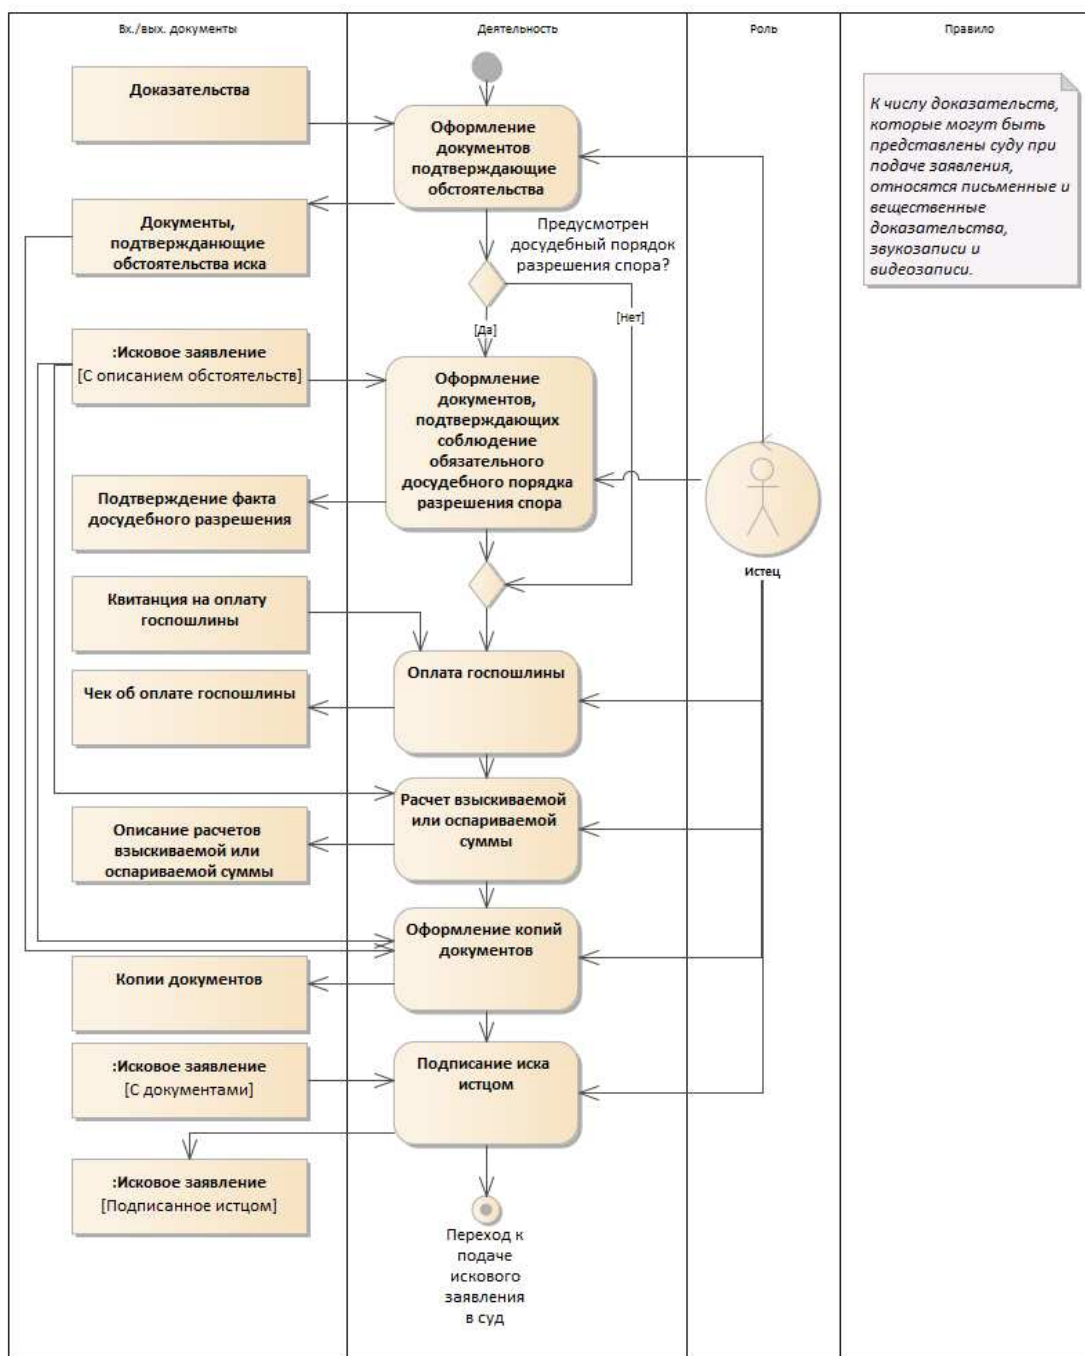 Вх./вых. документы
Деятельность
Роль
Правило
Доказательства
Оформление
документов
подтверждающие
обстоятельства
К числу доказательств,
которые могут быть
представлены суду при
подаче заявления,
относятся письменные и
вещественные
доказательства,
звукозаписи и
видеозаписи.
Документы,
подтверждающие
обстоятельства иска
Предусмотрен
досудебный порядок
разрешения спора?
[Да]
[Нет]
:Исковое заявление
[С описанием обстоятельств]
Оформление
документов,
подтверждающих
соблюдение
обязательного
досудебного порядка
разрешения спора
Подтверждение факта
досудебного разрешения
Истец
Квитанция на оплату
госпошлины
Оплата госпошлины
Чек об оплате госпошлины
Расчет взыскиваемой
или оспариваемой
суммы
Описание расчетов
взыскиваемой или
оспариваемой суммы
Оформление копий
документов
Копии документов
:Исковое заявление
[С документами]
Подписание иска
истцом
:Исковое заявление
[Подписанное истцом]
Переход к
подаче
искового
заявления
в суд